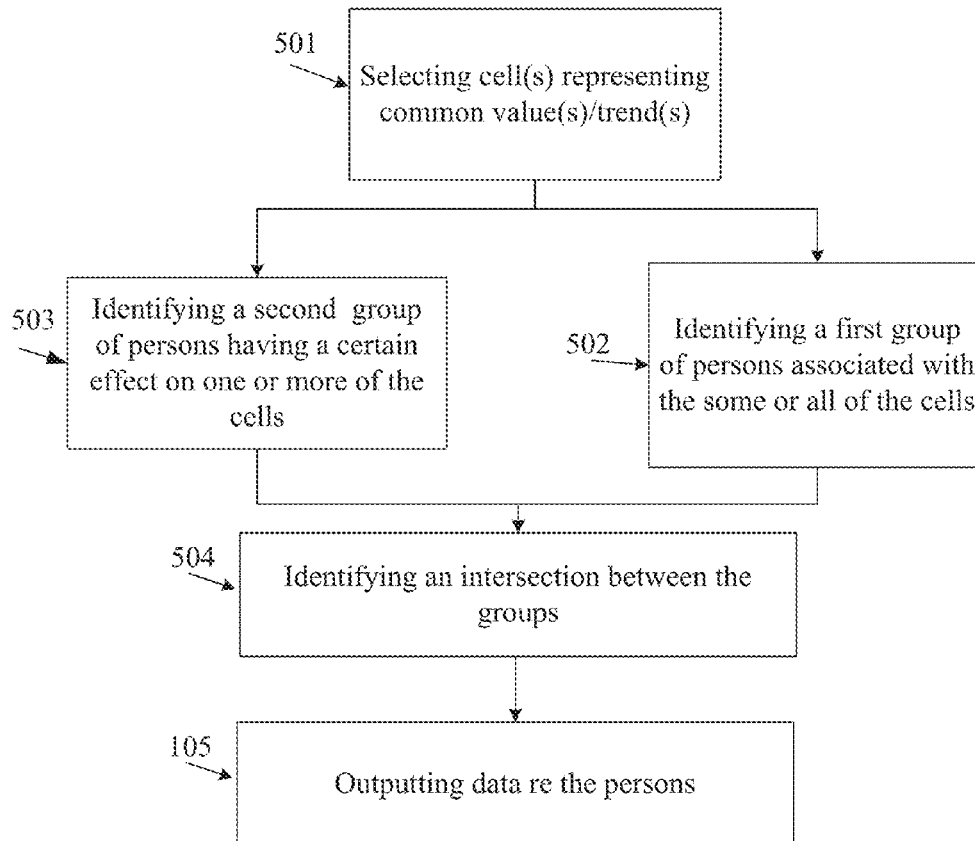 501
Selecting cell(s) representing
common value(s)/trend(s)
503
Identifying a second group
of persons having a certain
effect on one or more of the
cells
502
Identifying a first group
of persons associated with
the some or all of the cells
504
Identifying an intersection between the
groups
105
Outputting data re the persons